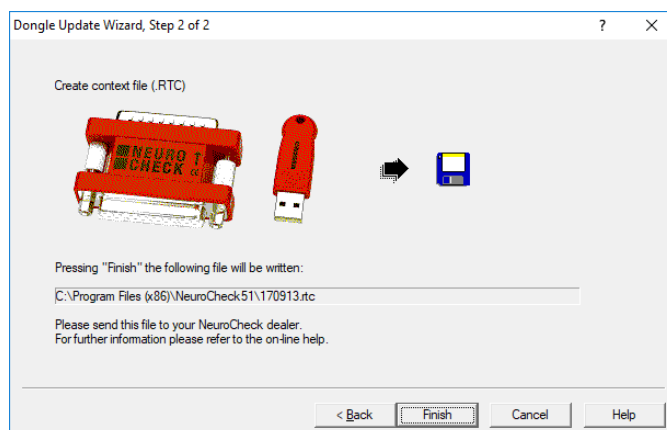 Dongle Update Wizard, Step 2 of 2
Create context file (.RTC)
NEURO
CHECK
Pressing "Finish" the following file will be written:
C:\Program Files (x86)\NeuroCheck51\170913.rtc
Please send this file to your NeuroCheck dealer.
For further information please refer to the on-line help.
< Back
Finish
Cancel
Help